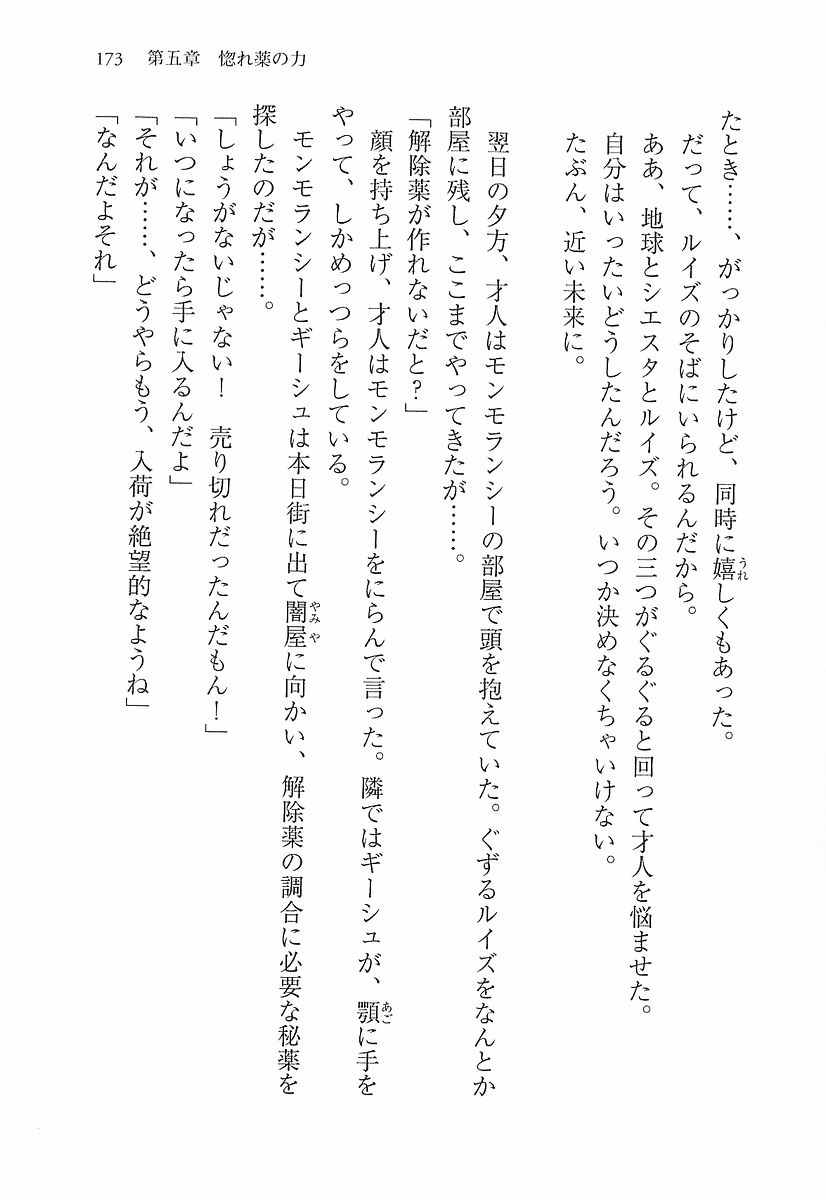 173　第五章　惚れ薬の力
たとき……、がっかりしたけど、同時に嬉しくもあった。
だって、ルイズのそばにいられるんだから。
ああ、地球とシエスタとルイズ。その三つがぐるぐると回って才人を悩ませた。
自分はいったいどうしたんだろう。いつか決めなくちゃいけない。
たぶん、近い未来に。
翌日の夕方、才人はモンモランシーの部屋で頭を抱えていた。ぐずるルイズをなんとか
部屋に残し、ここまでやってきたが……。
「解除薬が作れないだと？」
顔を持ち上げ、才人はモンモランシーをにらんで言った。隣ではギーシュが、顎に手を
やって、しかめっつらをしている。
モンモランシーとギーシュは本日街に出て闇屋に向かい、解除薬の調合に必要な秘薬を
探したのだが……。
「しょうがないじゃない！　売り切れだったんだもん！」
「いつになったら手に入るんだよ」
「それが……、どうやらもう、入荷が絶望的なようね」
「なんだよそれ」